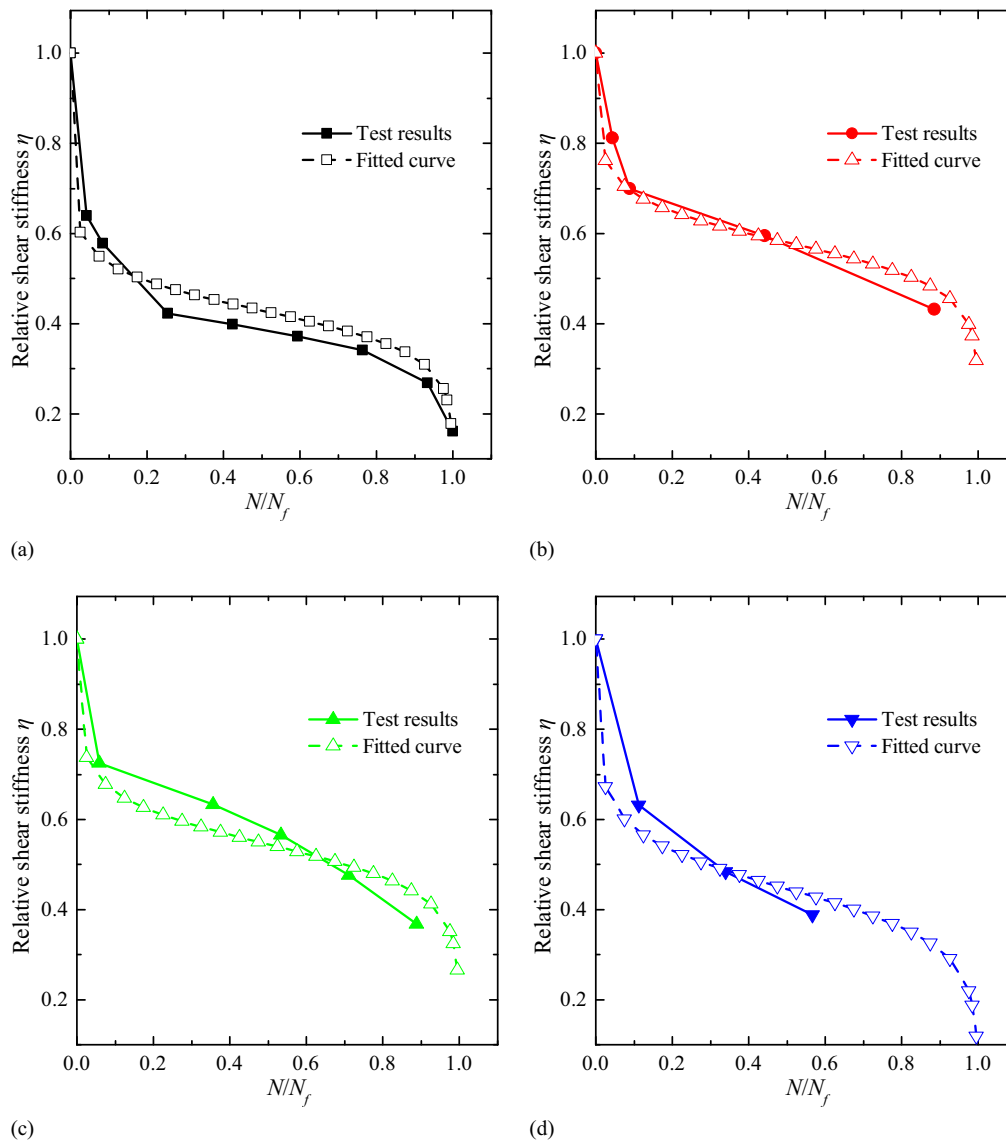 1.0
0.8
0.6
0.4
0.2
0.0 0.2 0.4 0.6 0.8 1.0
Relative shear stiffness η
N/Nf
Test results
Fitted curve
(a)
1.0
0.8
0.6
0.4
0.2
0.0 0.2 0.4 0.6 0.8 1.0
Relative shear stiffness η
N/Nf
Test results
Fitted curve
(b)
1.0
0.8
0.6
0.4
0.2
0.0 0.2 0.4 0.6 0.8 1.0
Relative shear stiffness η
N/Nf
Test results
Fitted curve
(c)
1.0
0.8
0.6
0.4
0.2
0.0 0.2 0.4 0.6 0.8 1.0
Relative shear stiffness η
N/Nf
Test results
Fitted curve
(d)